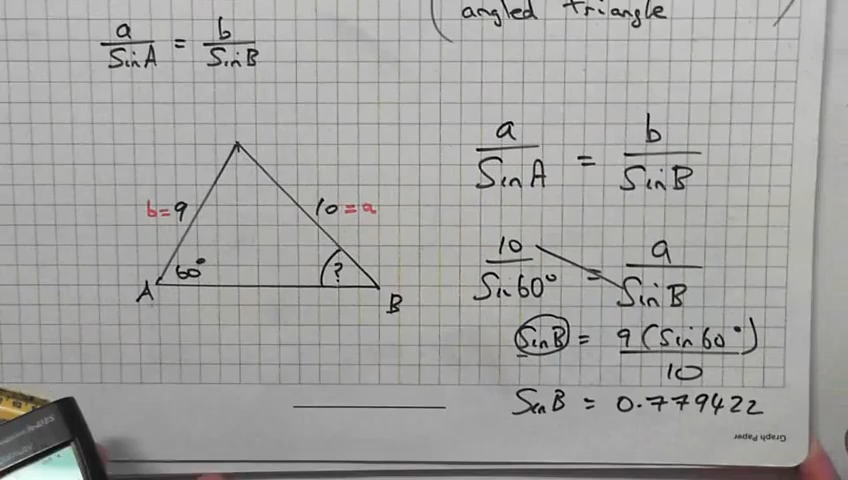 angled triangle
a/SinA = b/SinB
a/SinA = b/SinB
b=9
10=a
60°
?
A
B
10/Sin60° = 9/SinB
SinB = 9(Sin60°)/10
SinB = 0.779422
Graph Paper